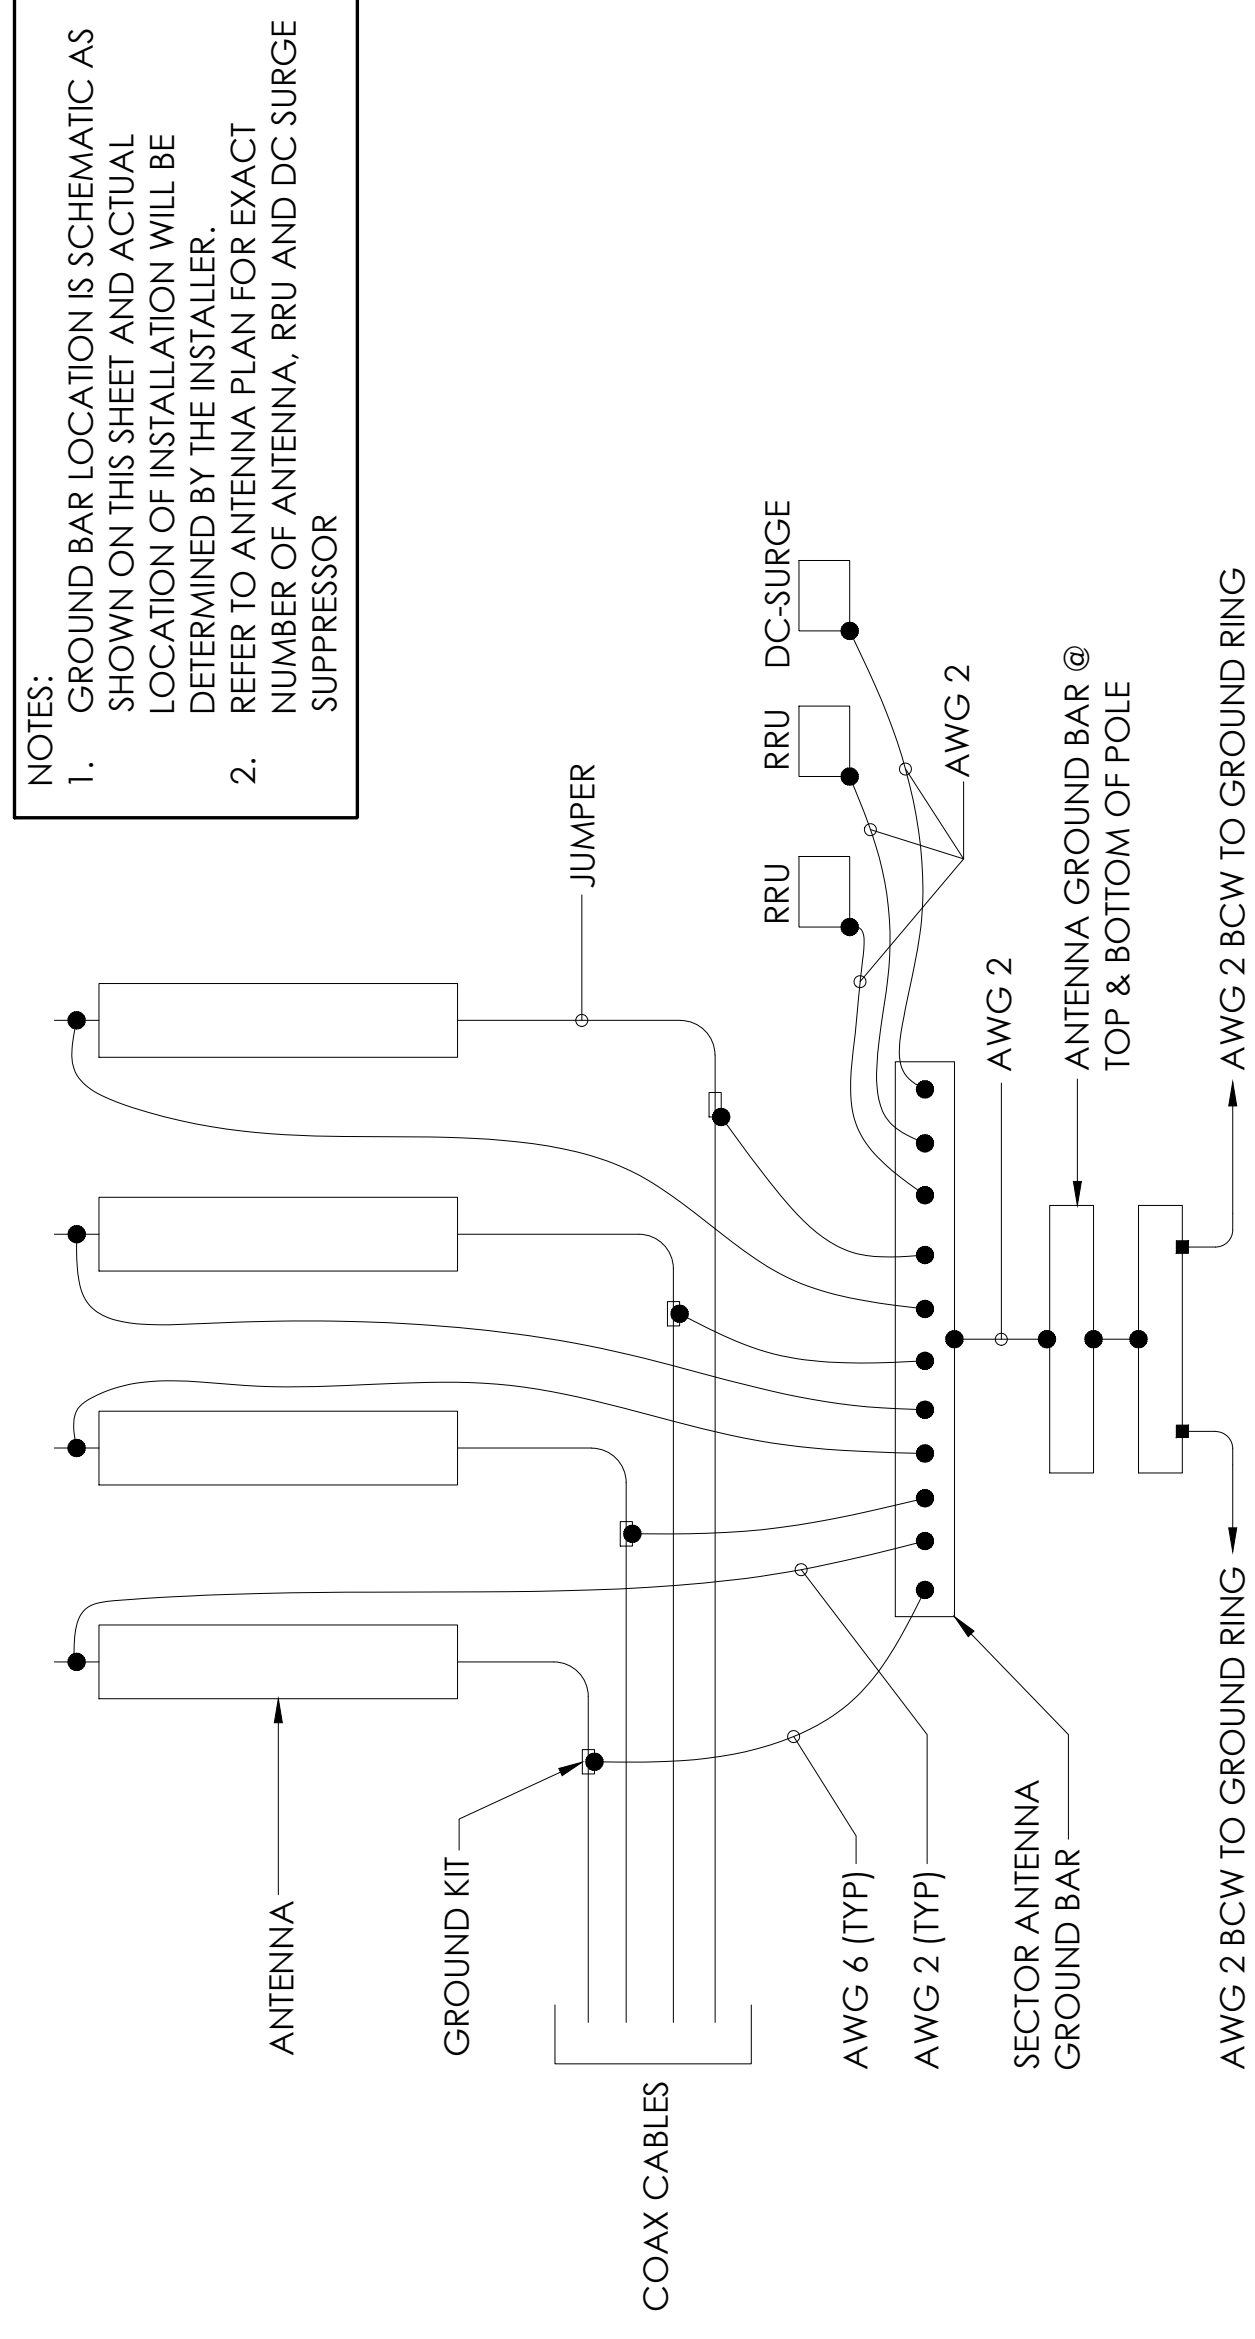 NOTES:
1. GROUND BAR LOCATION IS SCHEMATIC AS
SHOWN ON THIS SHEET AND ACTUAL
LOCATION OF INSTALLATION WILL BE
DETERMINED BY THE INSTALLER.
2. REFER TO ANTENNA PLAN FOR EXACT
NUMBER OF ANTENNA, RRU AND DC SURGE
SUPPRESSOR
ANTENNA
GROUND KIT
JUMPER
COAX CABLES
RRU
RRU
DC-SURGE
AWG 6 (TYP)
AWG 2 (TYP)
AWG 2
SECTOR ANTENNA
GROUND BAR
AWG 2
ANTENNA GROUND BAR @
TOP & BOTTOM OF POLE
AWG 2 BCW TO GROUND RING
AWG 2 BCW TO GROUND RING